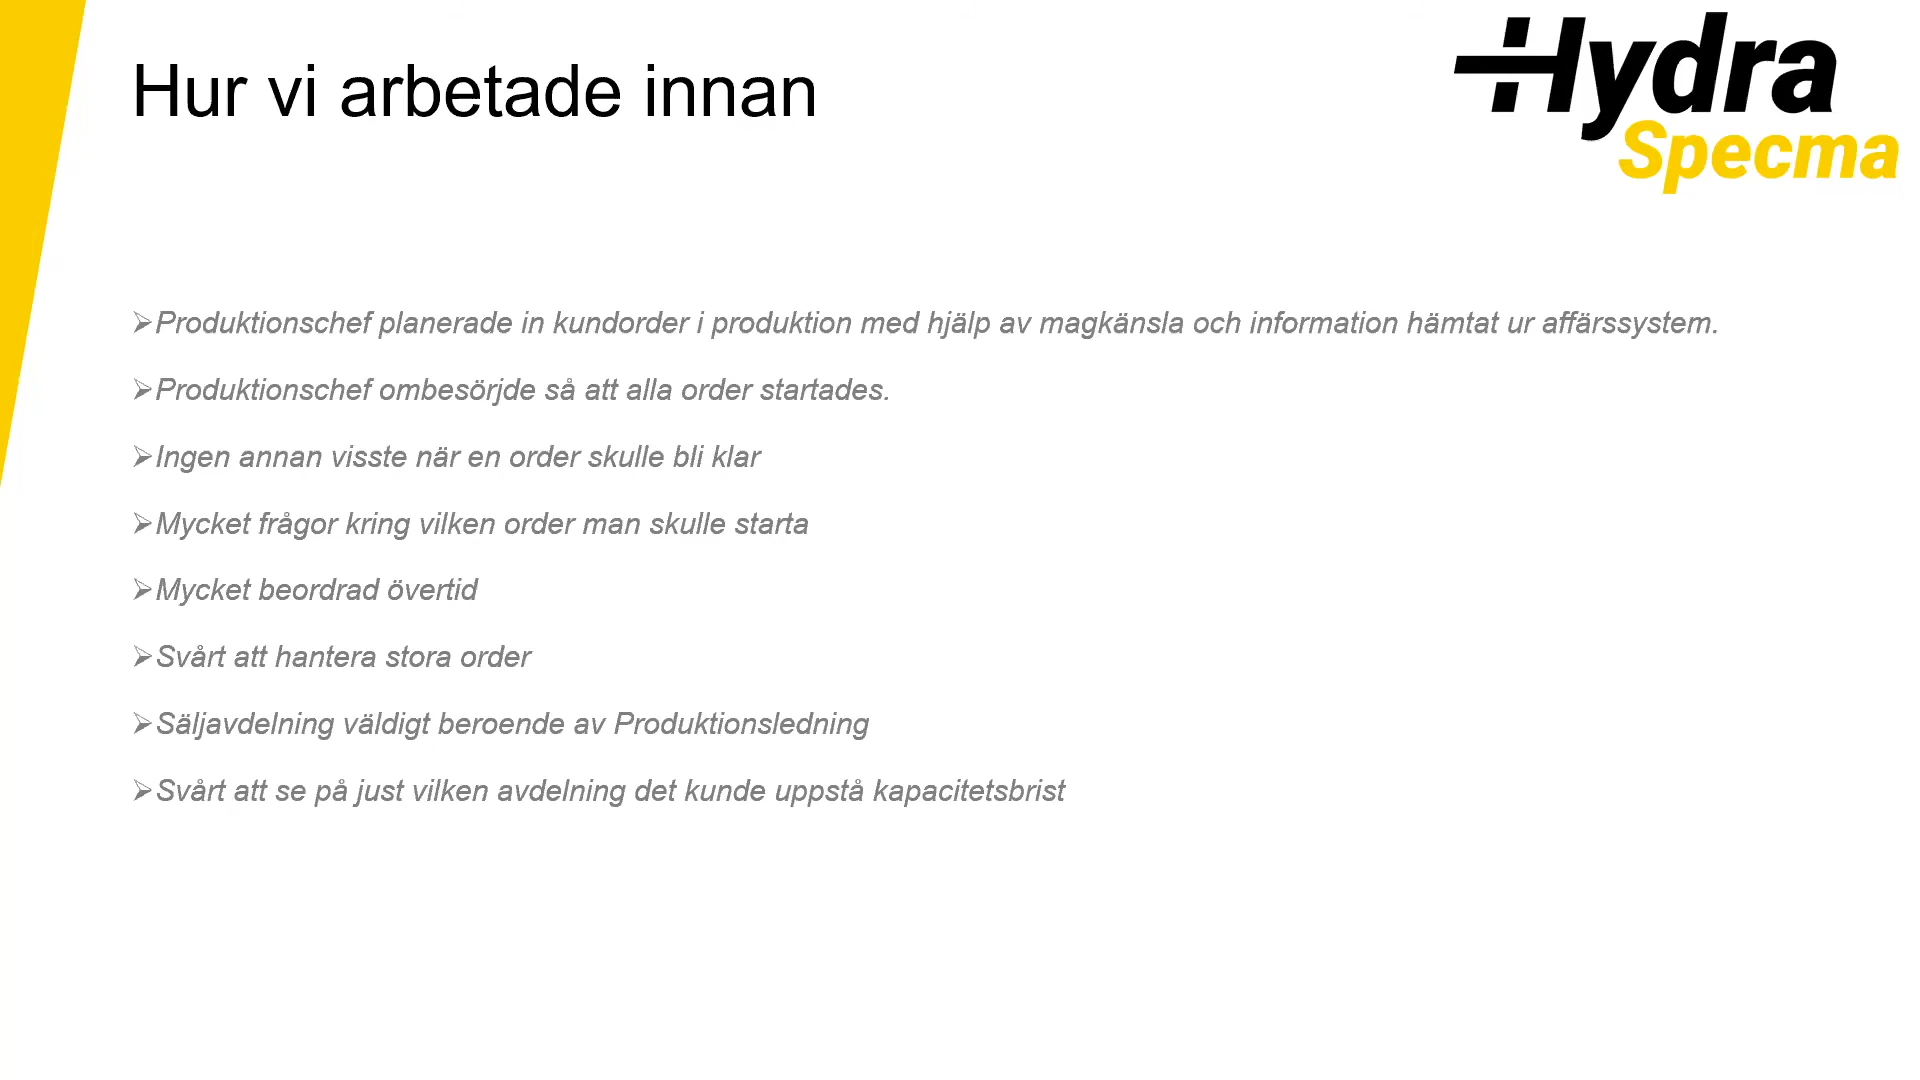 Hur vi arbetade innan
Hydra
Specma
➢Produktionschef planerade in kundorder i produktion med hjälp av magkänsla och information hämtat ur affärssystem.
➢Produktionschef ombesörjde så att alla order startades.
➢Ingen annan visste när en order skulle bli klar
➢Mycket frågor kring vilken order man skulle starta
➢Mycket beordrad övertid
➢Svårt att hantera stora order
➢Säljavdelning väldigt beroende av Produktionsledning
➢Svårt att se på just vilken avdelning det kunde uppstå kapacitetsbrist